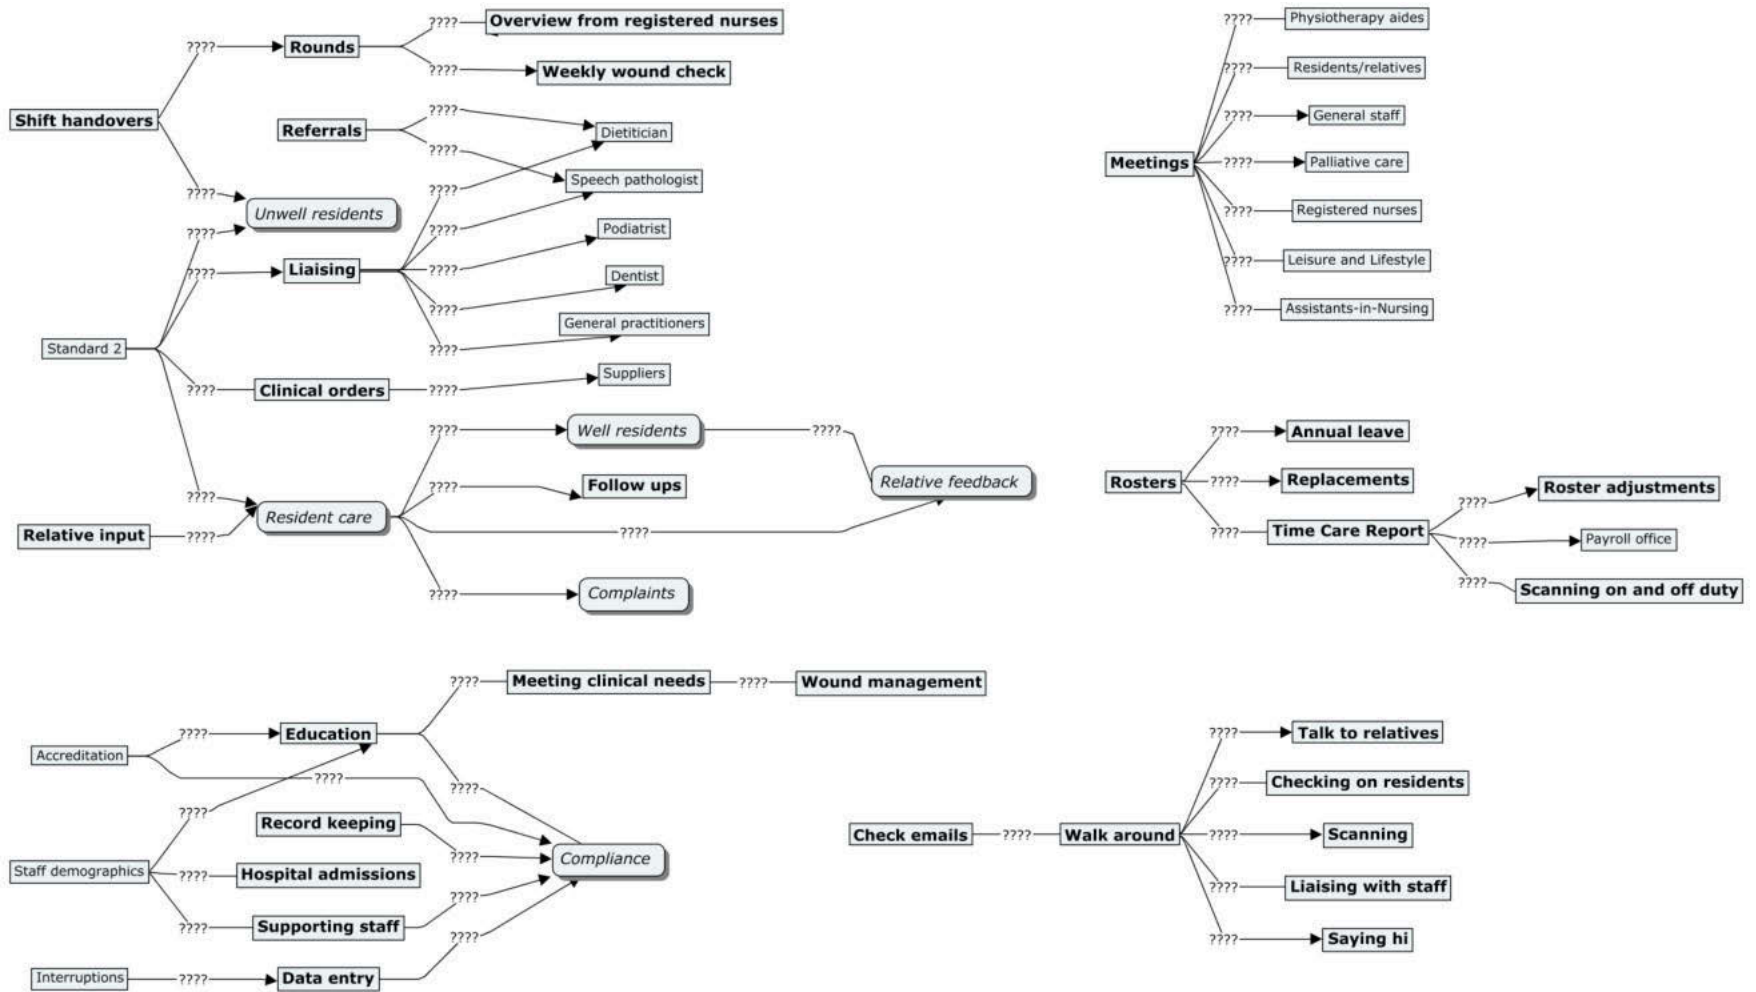 ???? Overview from registered nurses
???? Rounds
???? Weekly wound check
Shift handovers
Referrals
????
Dietitician
????
Speech pathologist
????
Unwell residents
????
????
Podiatrist
????
????
Liaising
????
Dentist
????
General practitioners
????
Standard 2
????
Clinical orders
????
Suppliers
????
Well residents
????
????
Follow ups
Relative feedback
????
Resident care
????
Relative input
????
????
Complaints
????
Physiotherapy aides
????
Residents/relatives
????
General staff
Meetings
????
Palliative care
????
Registered nurses
????
Leisure and Lifestyle
????
Assistants-in-Nursing
????
Annual leave
Rosters
????
Replacements
????
Time Care Report
????
Roster adjustments
????
Payroll office
????
Scanning on and off duty
????
Meeting clinical needs
????
Wound management
????
Education
Accreditation
????
????
????
Record keeping
????
Compliance
Staff demographics
????
Hospital admissions
????
????
Supporting staff
????
Interruptions
????
Data entry
????
Talk to relatives
????
Checking on residents
Check emails
????
Walk around
????
Scanning
????
Liaising with staff
????
Saying hi